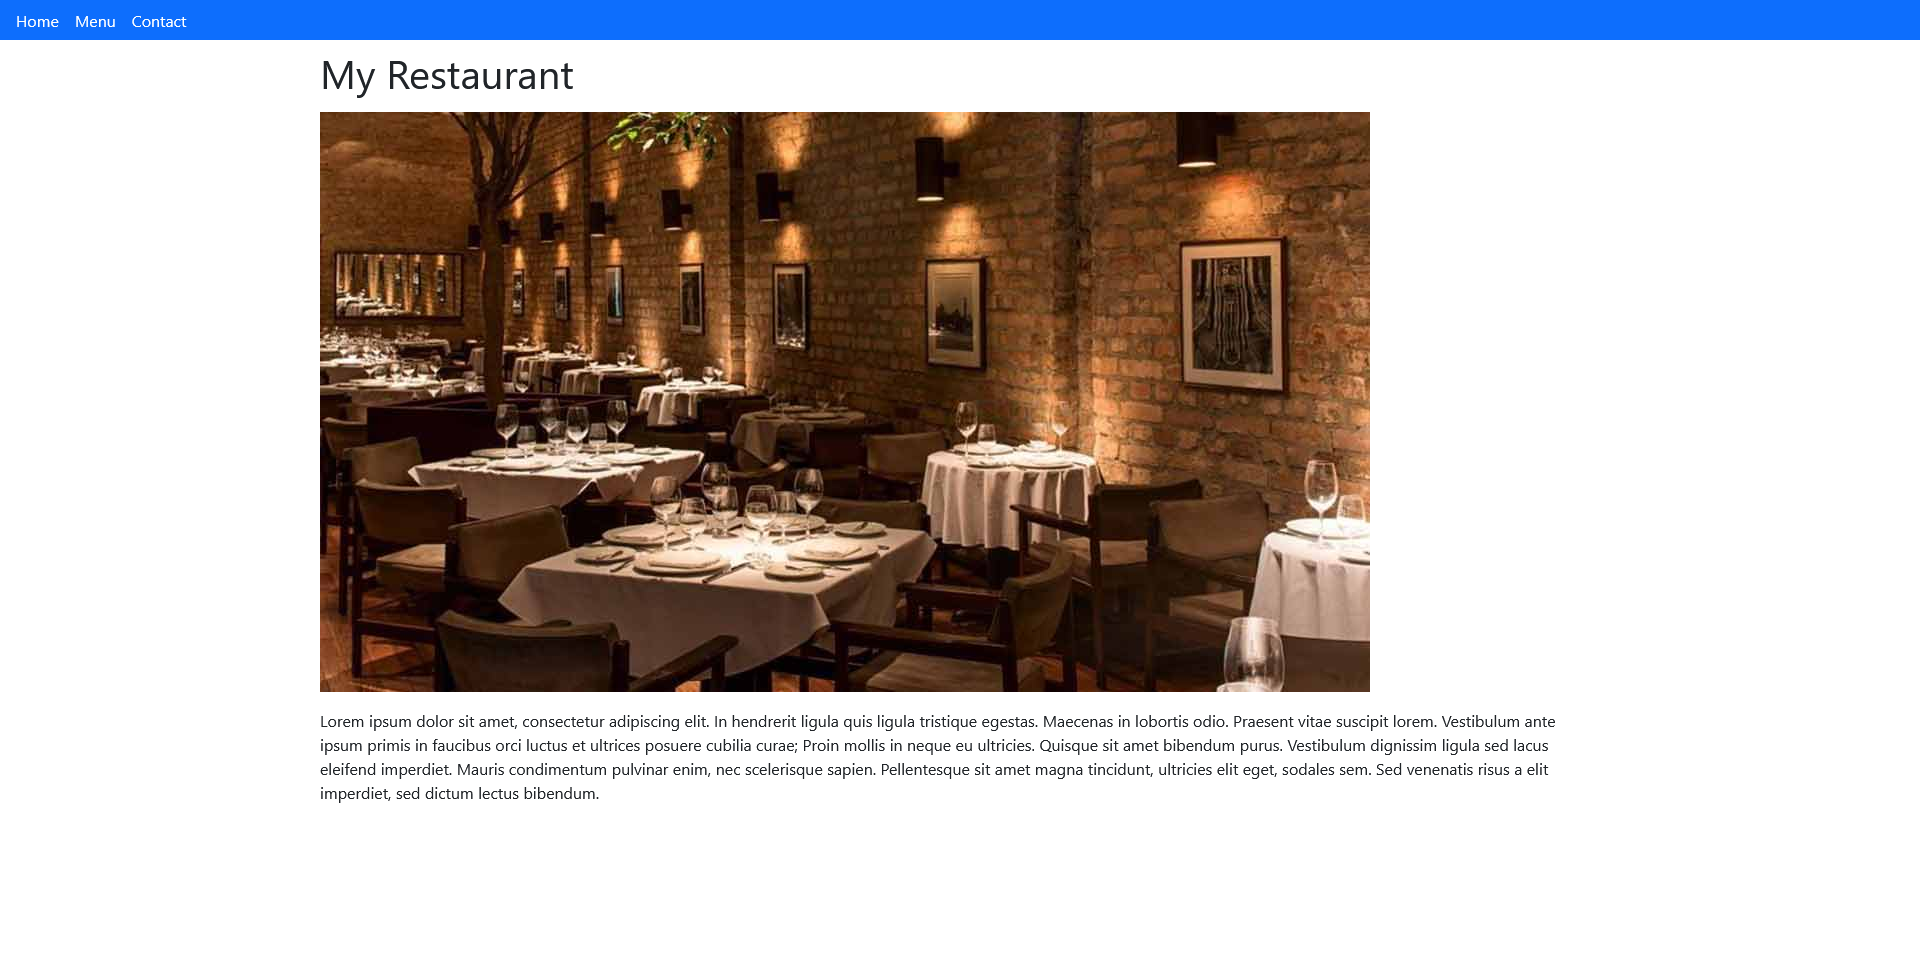 Home Menu Contact
My Restaurant
Lorem ipsum dolor sit amet, consectetur adipiscing elit. In hendrerit ligula quis ligula tristique egestas. Maecenas in lobortis odio. Praesent vitae suscipit lorem. Vestibulum ante
ipsum primis in faucibus orci luctus et ultrices posuere cubilia curae; Proin mollis in neque eu ultricies. Quisque sit amet bibendum purus. Vestibulum dignissim ligula sed lacus
eleifend imperdiet. Mauris condimentum pulvinar enim, nec scelerisque sapien. Pellentesque sit amet magna tincidunt, ultricies elit eget, sodales sem. Sed venenatis risus a elit
imperdiet, sed dictum lectus bibendum.